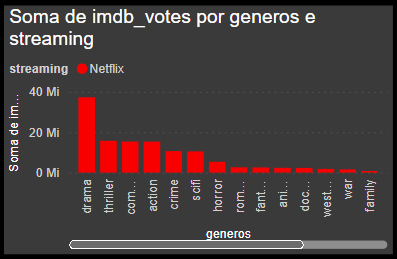 Soma de imdb_votes por generos e
streaming
streaming Netflix
Soma de im...
40 Mi
20 Mi
0 Mi
drama
thriller
com...
action
crime
scifi
horror
rom...
fant...
ani...
doc...
west...
war
family
generos